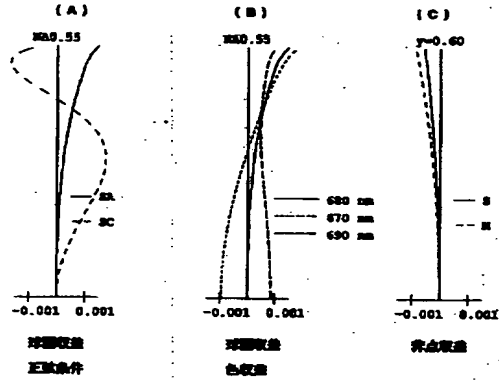 (A)
NA0.55
SA
SC
-0.001 0.001
球面収差
正弦条件
(B)
NA0.55
680 nm
670 nm
690 nm
-0.001 0.001
球面収差
色収差
(C)
y=0.60
S
M
-0.001 0.001
非点収差